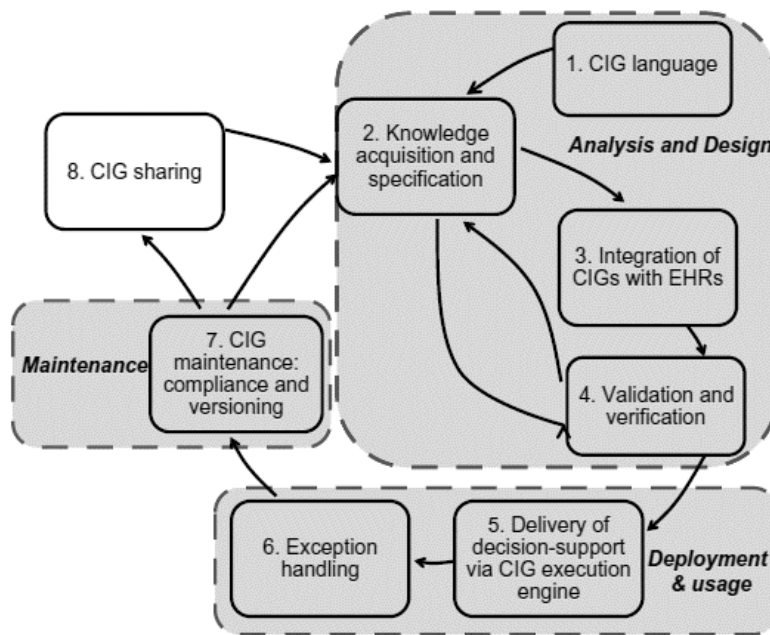 1. CIG language
2. Knowledge
acquisition and
specification
Analysis and Design
8. CIG sharing
3. Integration of
CIGs with EHRs
Maintenance
7. CIG
maintenance:
compliance and
versioning
4. Validation and
verification
6. Exception
handling
5. Delivery of
decision-support
via CIG execution
engine
Deployment
& usage